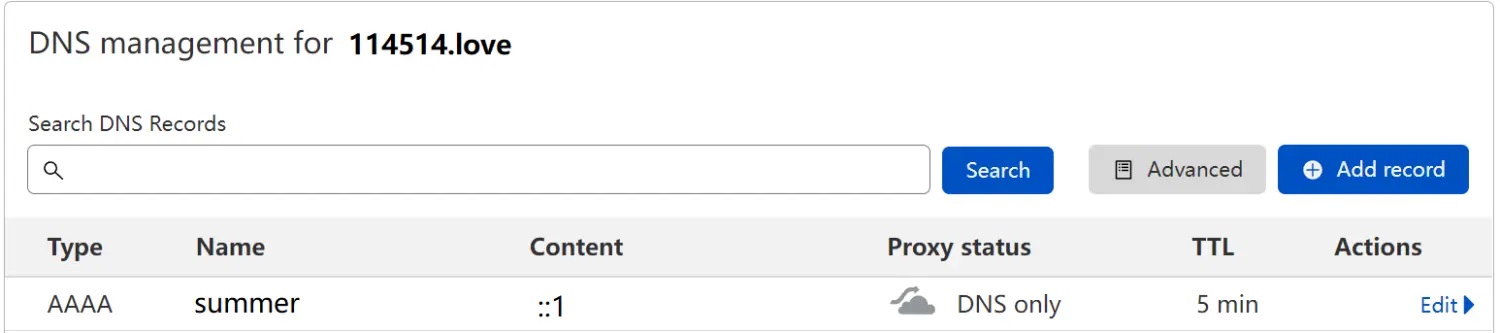 DNS management for 114514.love
Search DNS Records
Search Advanced Add record
Type Name Content Proxy status TTL Actions
AAAA summer ::1 DNS only 5 min Edit